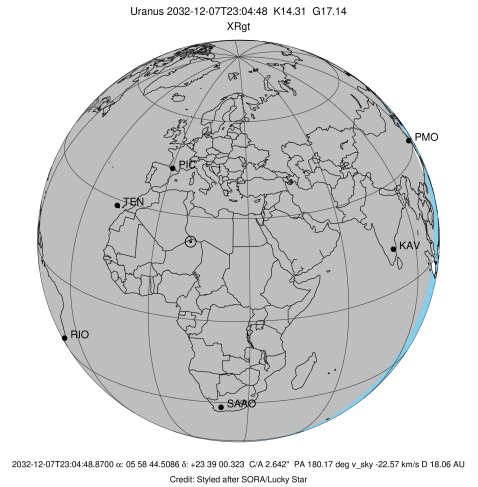 Uranus 2032-12-07T23:04:48 K14.31 G17.14
XRgt
PMO
PIC
TEN
KAV
RIO
SAAO
2032-12-07T23:04:48.8700 α: 05 58 44.5086 δ: +23 39 00.323 C/A 2.642" PA 180.17 deg v_sky -22.57 km/s D 18.06 AU
Credit: Styled after SORA/Lucky Star